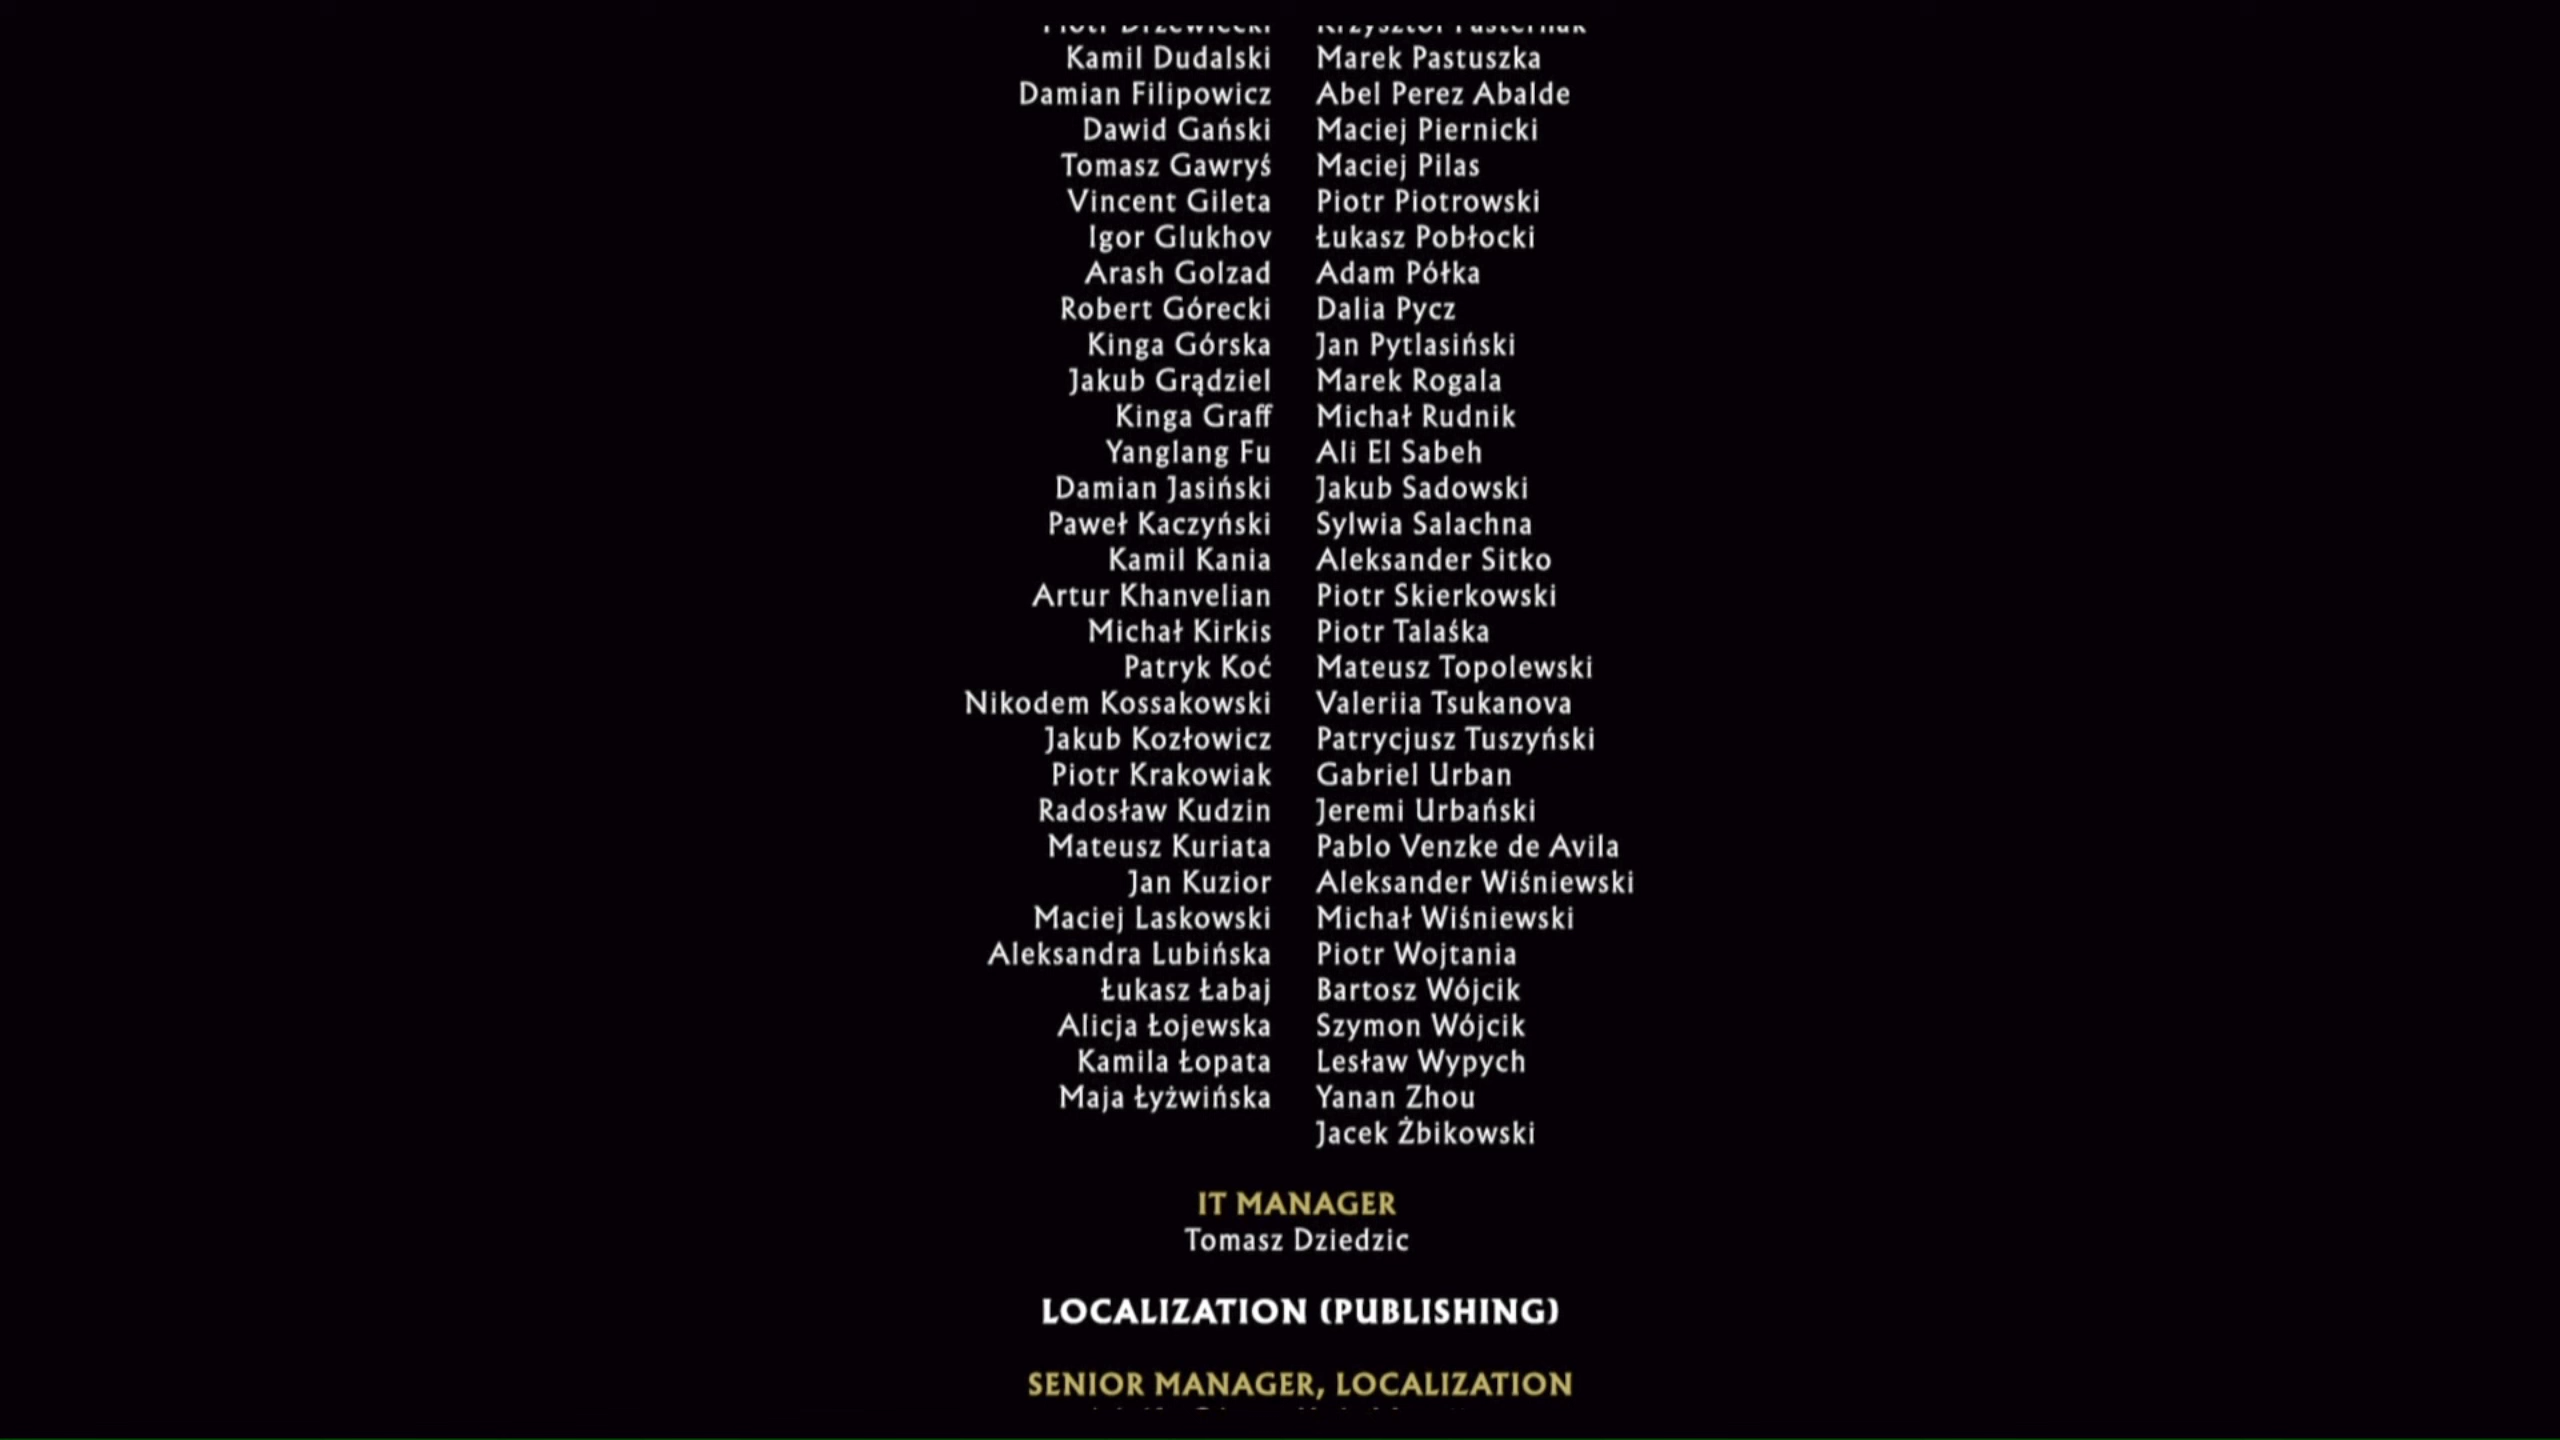 Piotr Drzewiecki Krzysztof Pasternak
Kamil Dudalski Marek Pastuszka
Damian Filipowicz Abel Perez Abalde
Dawid Gański Maciej Piernicki
Tomasz Gawryś Maciej Pilas
Vincent Gileta Piotr Piotrowski
Igor Glukhov Łukasz Pobłocki
Arash Golzad Adam Półka
Robert Górecki Dalia Pycz
Kinga Górska Jan Pytlasiński
Jakub Grądziel Marek Rogala
Kinga Graff Michał Rudnik
Yanglang Fu Ali El Sabeh
Damian Jasiński Jakub Sadowski
Paweł Kaczyński Sylwia Salachna
Kamil Kania Aleksander Sitko
Artur Khanvelian Piotr Skierkowski
Michał Kirkis Piotr Talaśka
Patryk Koć Mateusz Topolewski
Nikodem Kossakowski Valeriia Tsukanova
Jakub Kozłowicz Patrycjusz Tuszyński
Piotr Krakowiak Gabriel Urban
Radosław Kudzin Jeremi Urbański
Mateusz Kuriata Pablo Venzke de Avila
Jan Kuzior Aleksander Wiśniewski
Maciej Laskowski Michał Wiśniewski
Aleksandra Lubińska Piotr Wojtania
Łukasz Łabaj Bartosz Wójcik
Alicja Łojewska Szymon Wójcik
Kamila Łopata Lesław Wypych
Maja Łyżwińska Yanan Zhou
Jacek Żbikowski
IT MANAGER
Tomasz Dziedzic
LOCALIZATION (PUBLISHING)
SENIOR MANAGER, LOCALIZATION